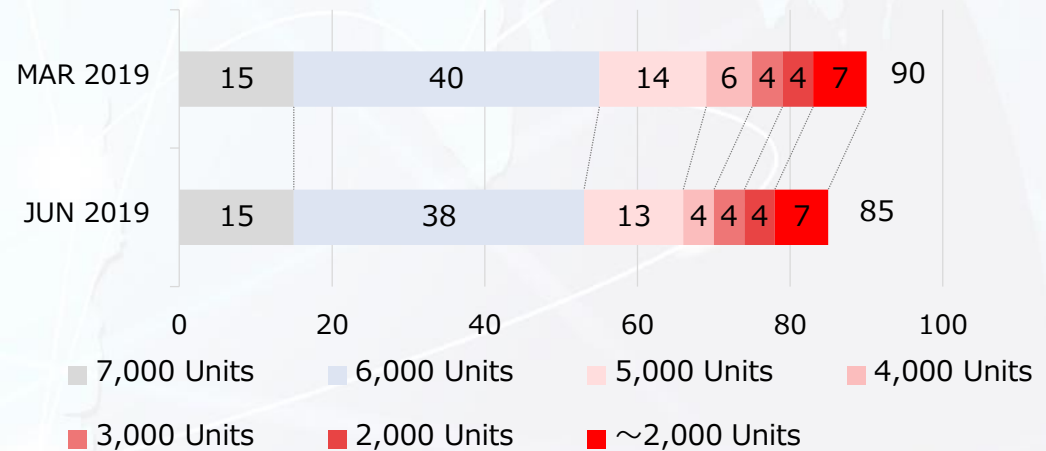 MAR 2019 15 40 14 6 4 4 7 90
JUN 2019 15 38 13 4 4 4 7 85
0 20 40 60 80 100
7,000 Units 6,000 Units 5,000 Units 4,000 Units
3,000 Units 2,000 Units ～2,000 Units